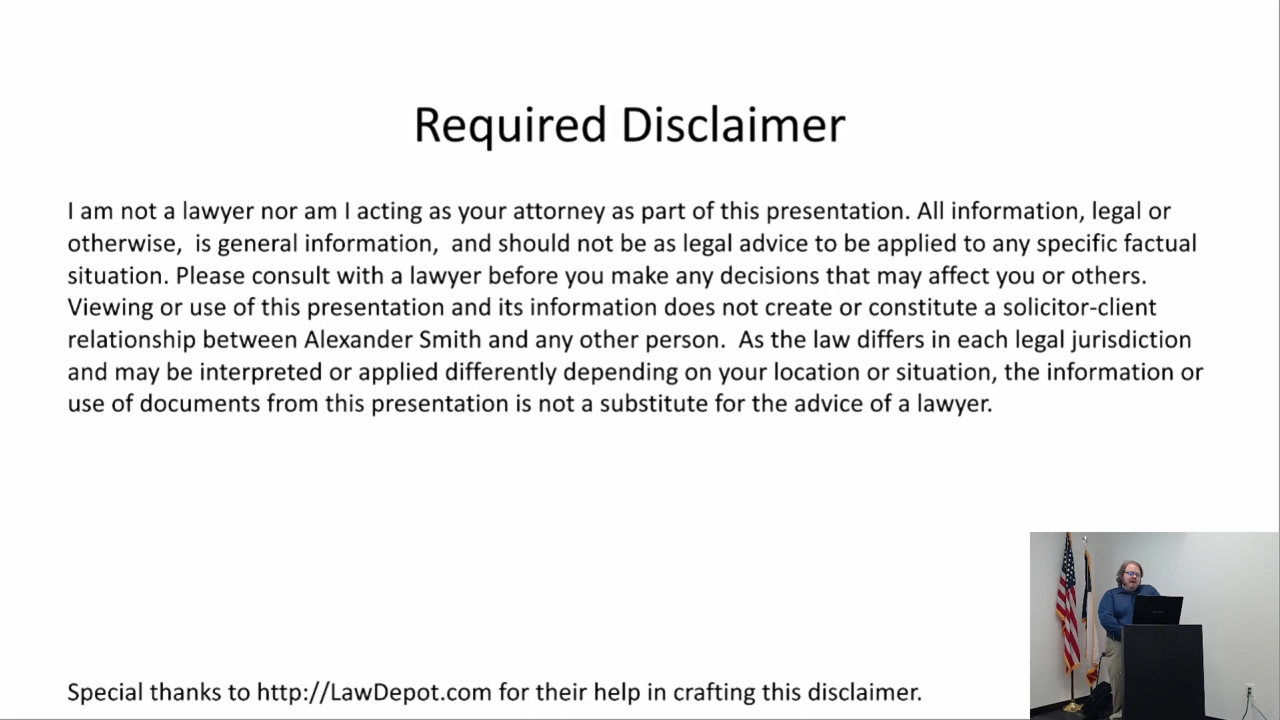 Required Disclaimer
I am not a lawyer nor am I acting as your attorney as part of this presentation. All information, legal or
otherwise,  is general information,  and should not be as legal advice to be applied to any specific factual
situation. Please consult with a lawyer before you make any decisions that may affect you or others.
Viewing or use of this presentation and its information does not create or constitute a solicitor-client
relationship between Alexander Smith and any other person.  As the law differs in each legal jurisdiction
and may be interpreted or applied differently depending on your location or situation, the information or
use of documents from this presentation is not a substitute for the advice of a lawyer.
Special thanks to http://LawDepot.com for their help in crafting this disclaimer.